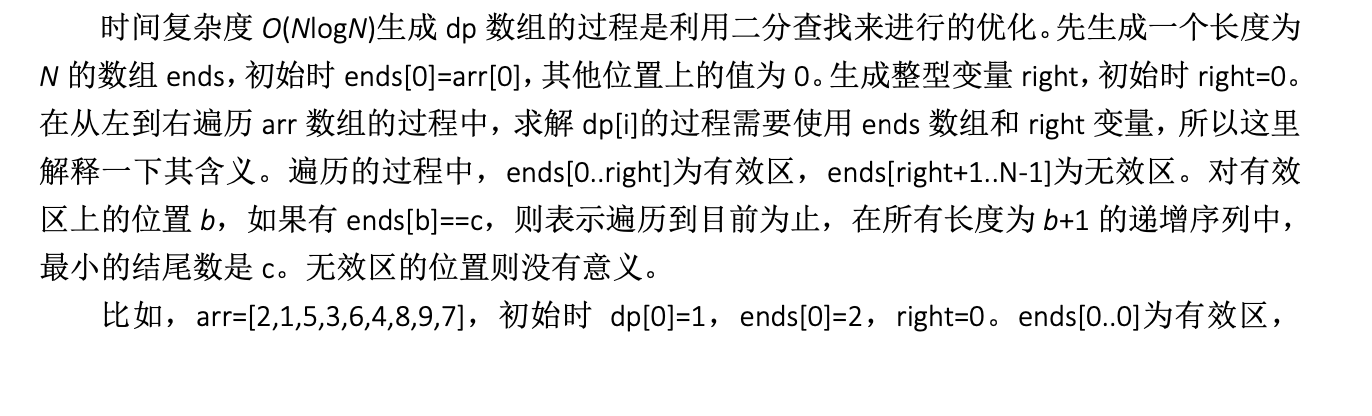 时间复杂度 O(NlogN)生成 dp 数组的过程是利用二分查找来进行的优化。先生成一个长度为
N 的数组 ends，初始时 ends[0]=arr[0]，其他位置上的值为 0。生成整型变量 right，初始时 right=0。
在从左到右遍历 arr 数组的过程中，求解 dp[i]的过程需要使用 ends 数组和 right 变量，所以这里
解释一下其含义。遍历的过程中，ends[0..right]为有效区，ends[right+1..N-1]为无效区。对有效
区上的位置 b，如果有 ends[b]==c，则表示遍历到目前为止，在所有长度为 b+1 的递增序列中，
最小的结尾数是 c。无效区的位置则没有意义。
比如，arr=[2,1,5,3,6,4,8,9,7]，初始时 dp[0]=1，ends[0]=2，right=0。ends[0..0]为有效区，